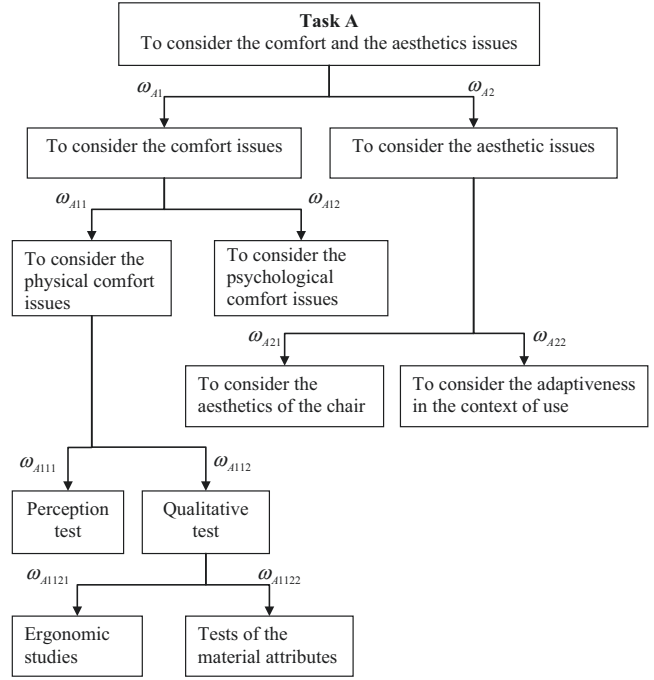 Task A
To consider the comfort and the aesthetics issues
ωA1
ωA2
To consider the comfort issues
To consider the aesthetic issues
ωA11
ωA12
To consider the
physical comfort
issues
To consider the
psychological
comfort issues
ωA21
ωA22
To consider the
aesthetics of the chair
To consider the adaptiveness
in the context of use
ωA111
ωA112
Perception
test
Qualitative
test
ωA1121
ωA1122
Ergonomic
studies
Tests of the
material attributes